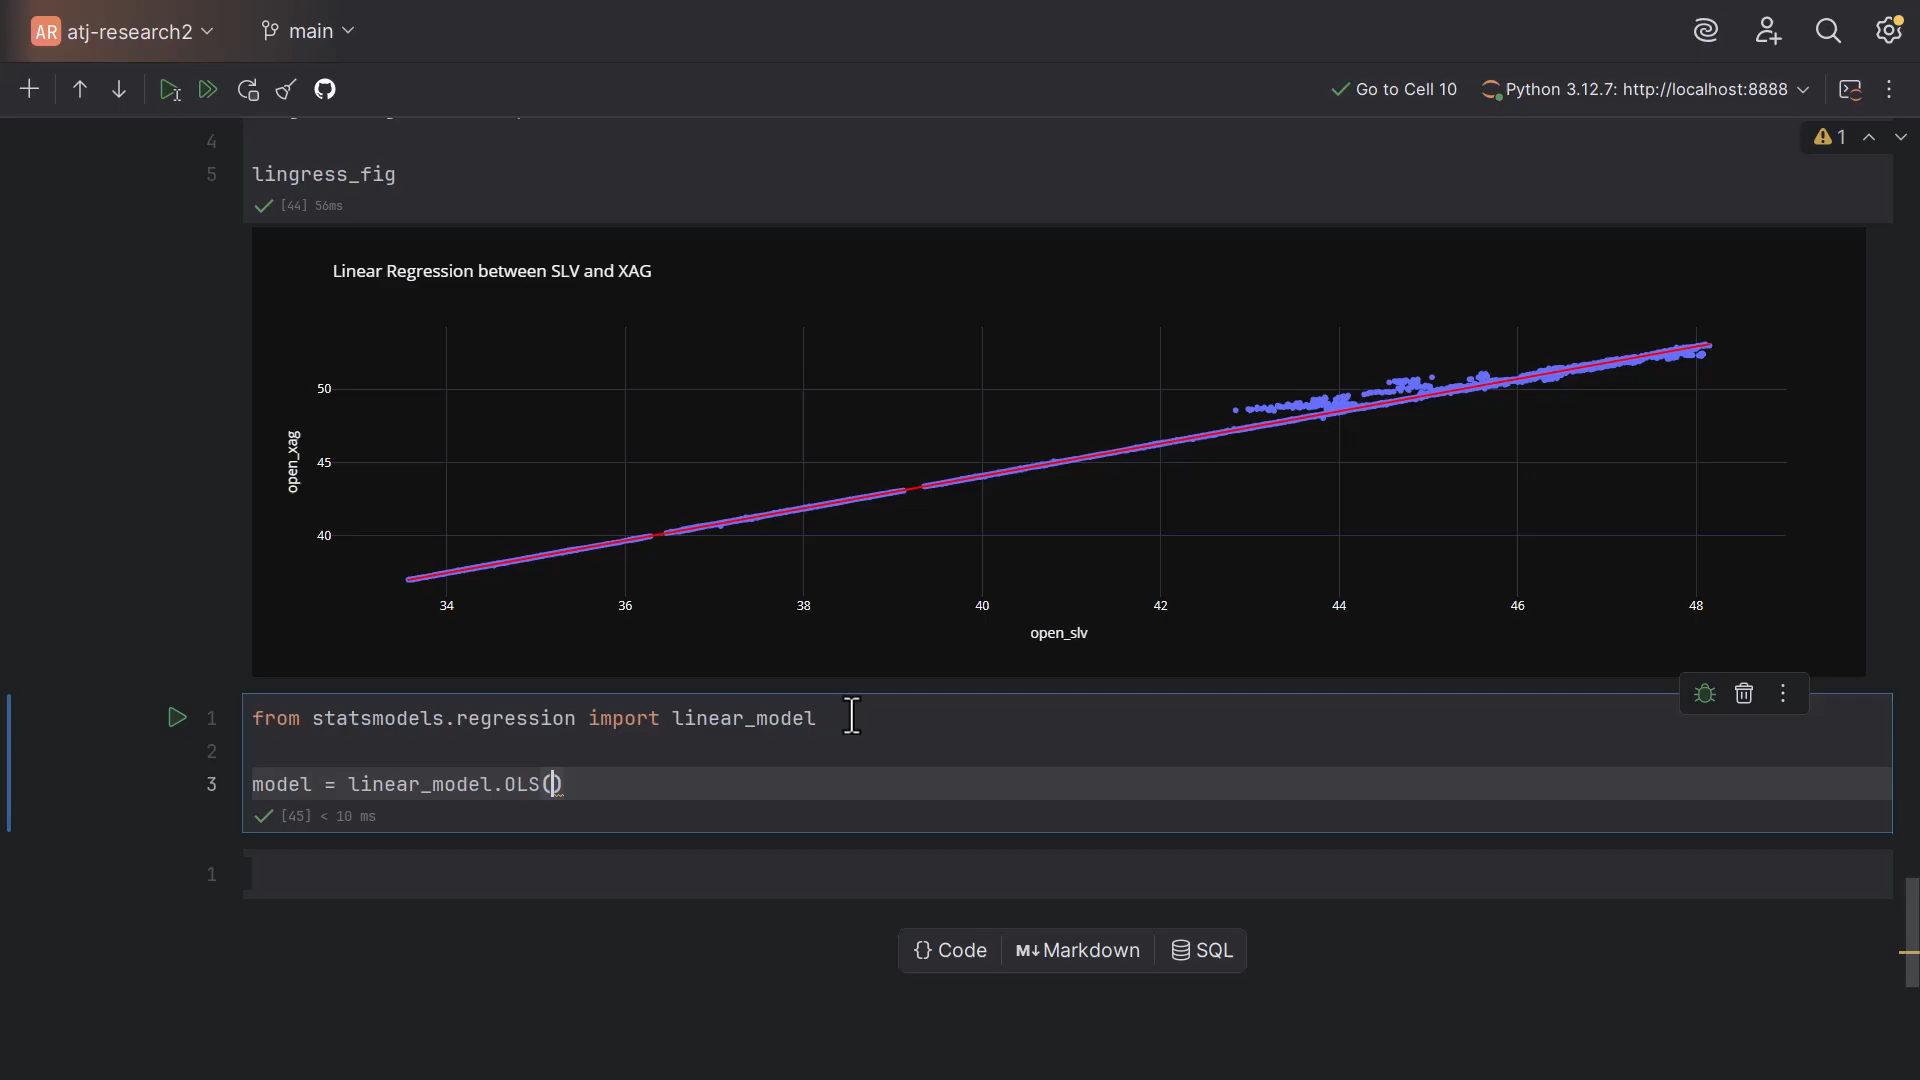 AR atj-research2 main
Go to Cell 10 Python 3.12.7: http://localhost:8888
4
1
5 lingress_fig
[44] 56ms
Linear Regression between SLV and XAG
50
45
40
open_xag
34 36 38 40 42 44 46 48
open_slv
1 from statsmodels.regression import linear_model
2
3 model = linear_model.OLS()
[45] < 10 ms
1
{} Code M↓ Markdown SQL